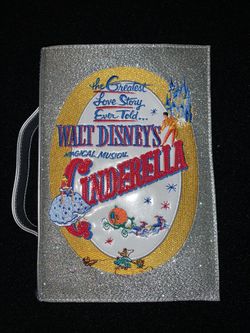 the Greatest
Love Story
Ever Told...
WALT DISNEY'S
MAGICAL MUSICAL
CINDERELLA